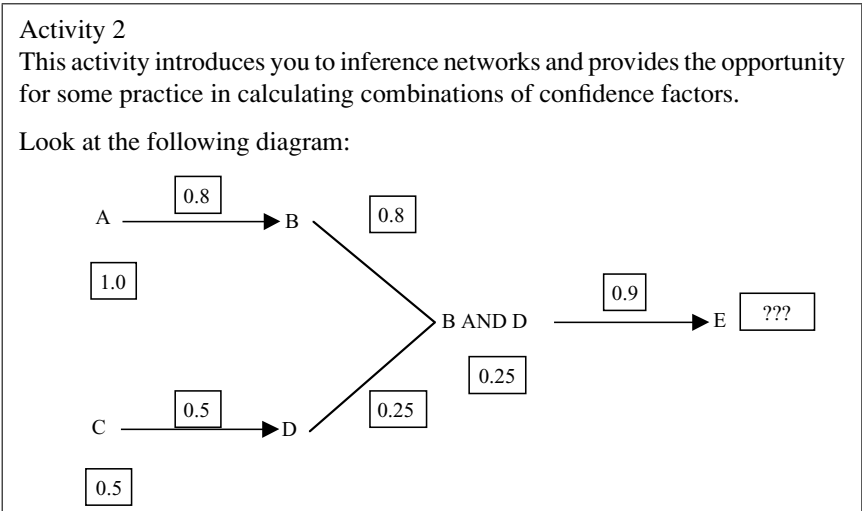 Activity 2
This activity introduces you to inference networks and provides the opportunity
for some practice in calculating combinations of confidence factors.
Look at the following diagram:
0.8
A
B
0.8
1.0
0.9
B AND D
E
???
0.25
0.5
0.25
C
D
0.5